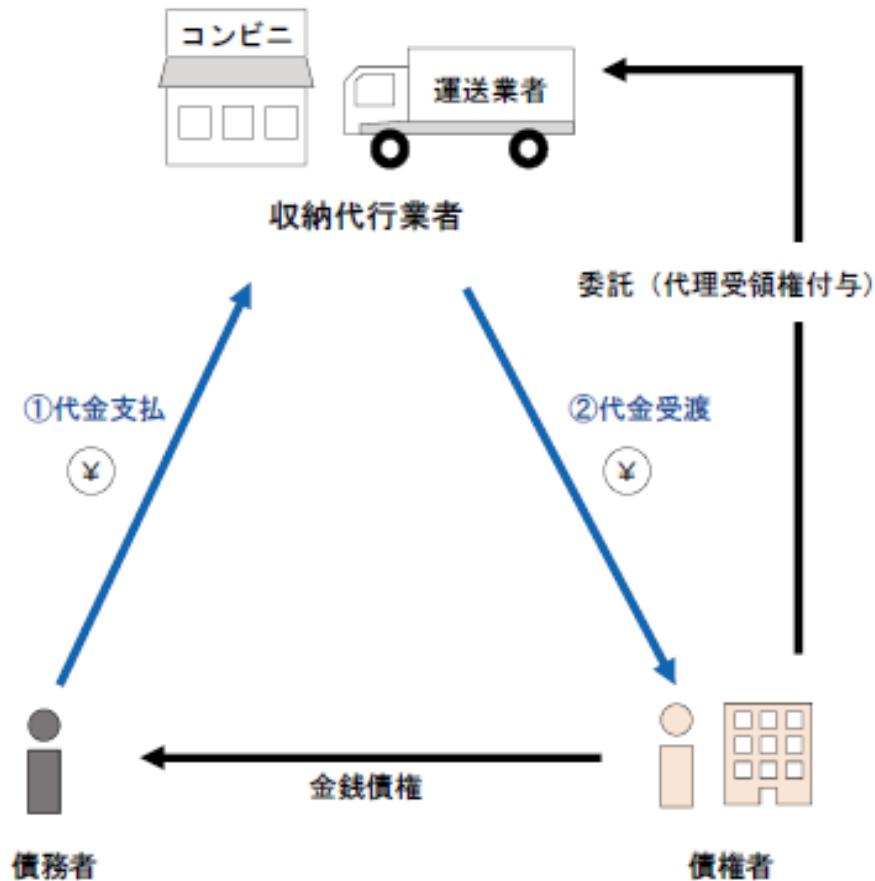 コンビニ
運送業者
収納代行業者
委託（代理受領権付与）
①代金支払
②代金受渡
¥
¥
金銭債権
債務者
債権者